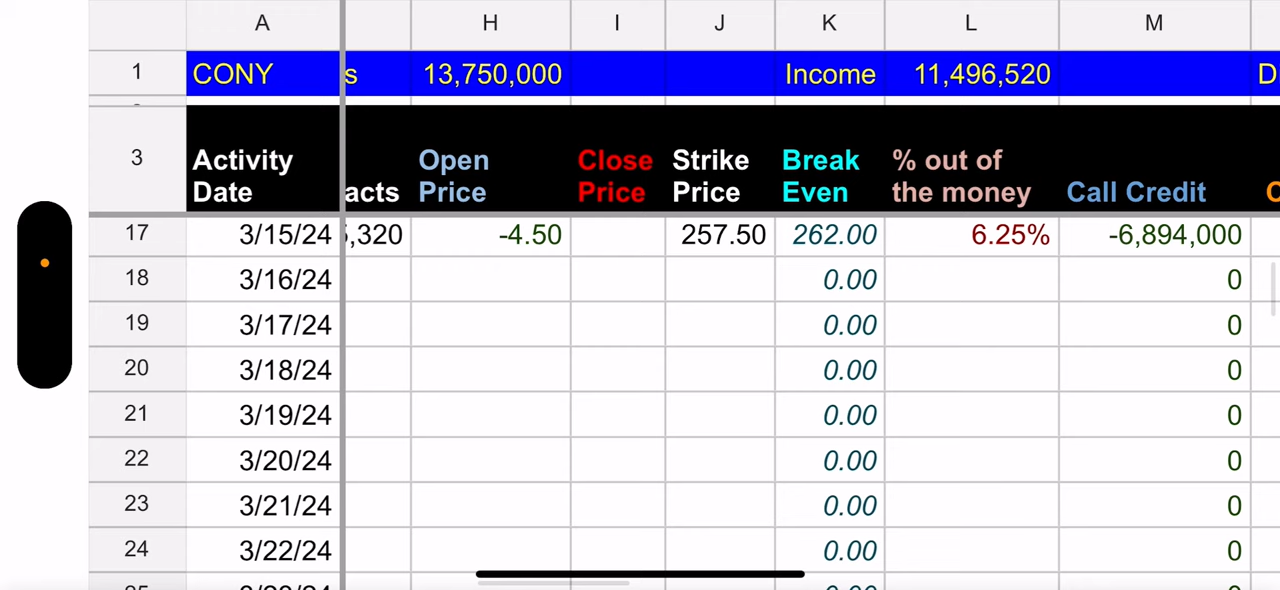 A H I J K L M
1 CONY s 13,750,000 Income 11,496,520 D
3 Activity Date acts Open Price Close Price Strike Price Break Even % out of the money Call Credit
17 3/15/24 5,320 -4.50 257.50 262.00 6.25% -6,894,000
18 3/16/24 0.00 0
19 3/17/24 0.00 0
20 3/18/24 0.00 0
21 3/19/24 0.00 0
22 3/20/24 0.00 0
23 3/21/24 0.00 0
24 3/22/24 0.00 0